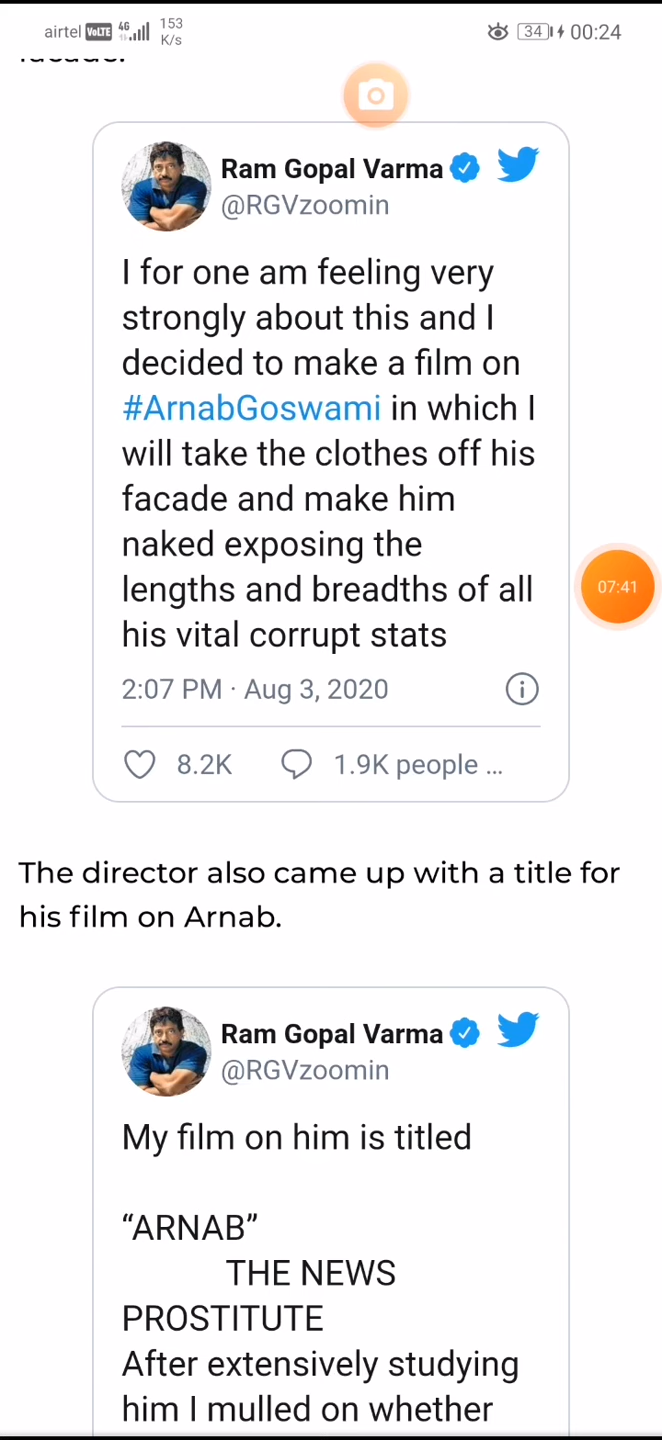 airtel VoLTE 4G 153 K/s 34 00:24
facade.
Ram Gopal Varma
@RGVzoomin
I for one am feeling very
strongly about this and I
decided to make a film on
#ArnabGoswami in which I
will take the clothes off his
facade and make him
naked exposing the
lengths and breadths of all
his vital corrupt stats
07:41
2:07 PM · Aug 3, 2020
8.2K 1.9K people ...
The director also came up with a title for
his film on Arnab.
Ram Gopal Varma
@RGVzoomin
My film on him is titled
“ARNAB”
THE NEWS
PROSTITUTE
After extensively studying
him I mulled on whether